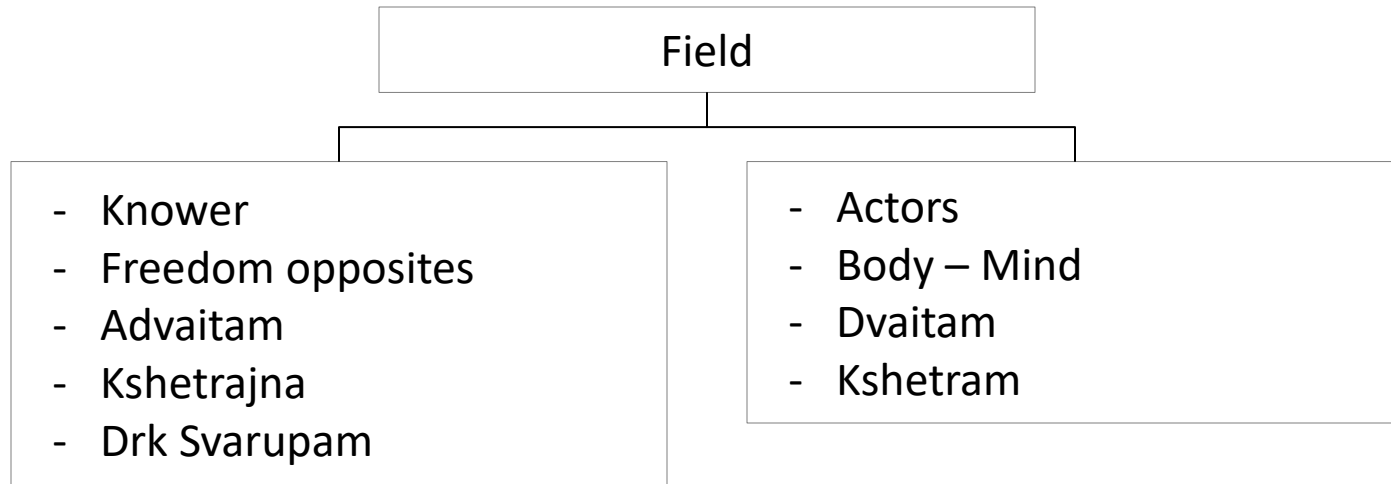 Field
- Knower
- Freedom opposites
- Advaitam
- Kshetrajna
- Drk Svarupam
- Actors
- Body – Mind
- Dvaitam
- Kshetram